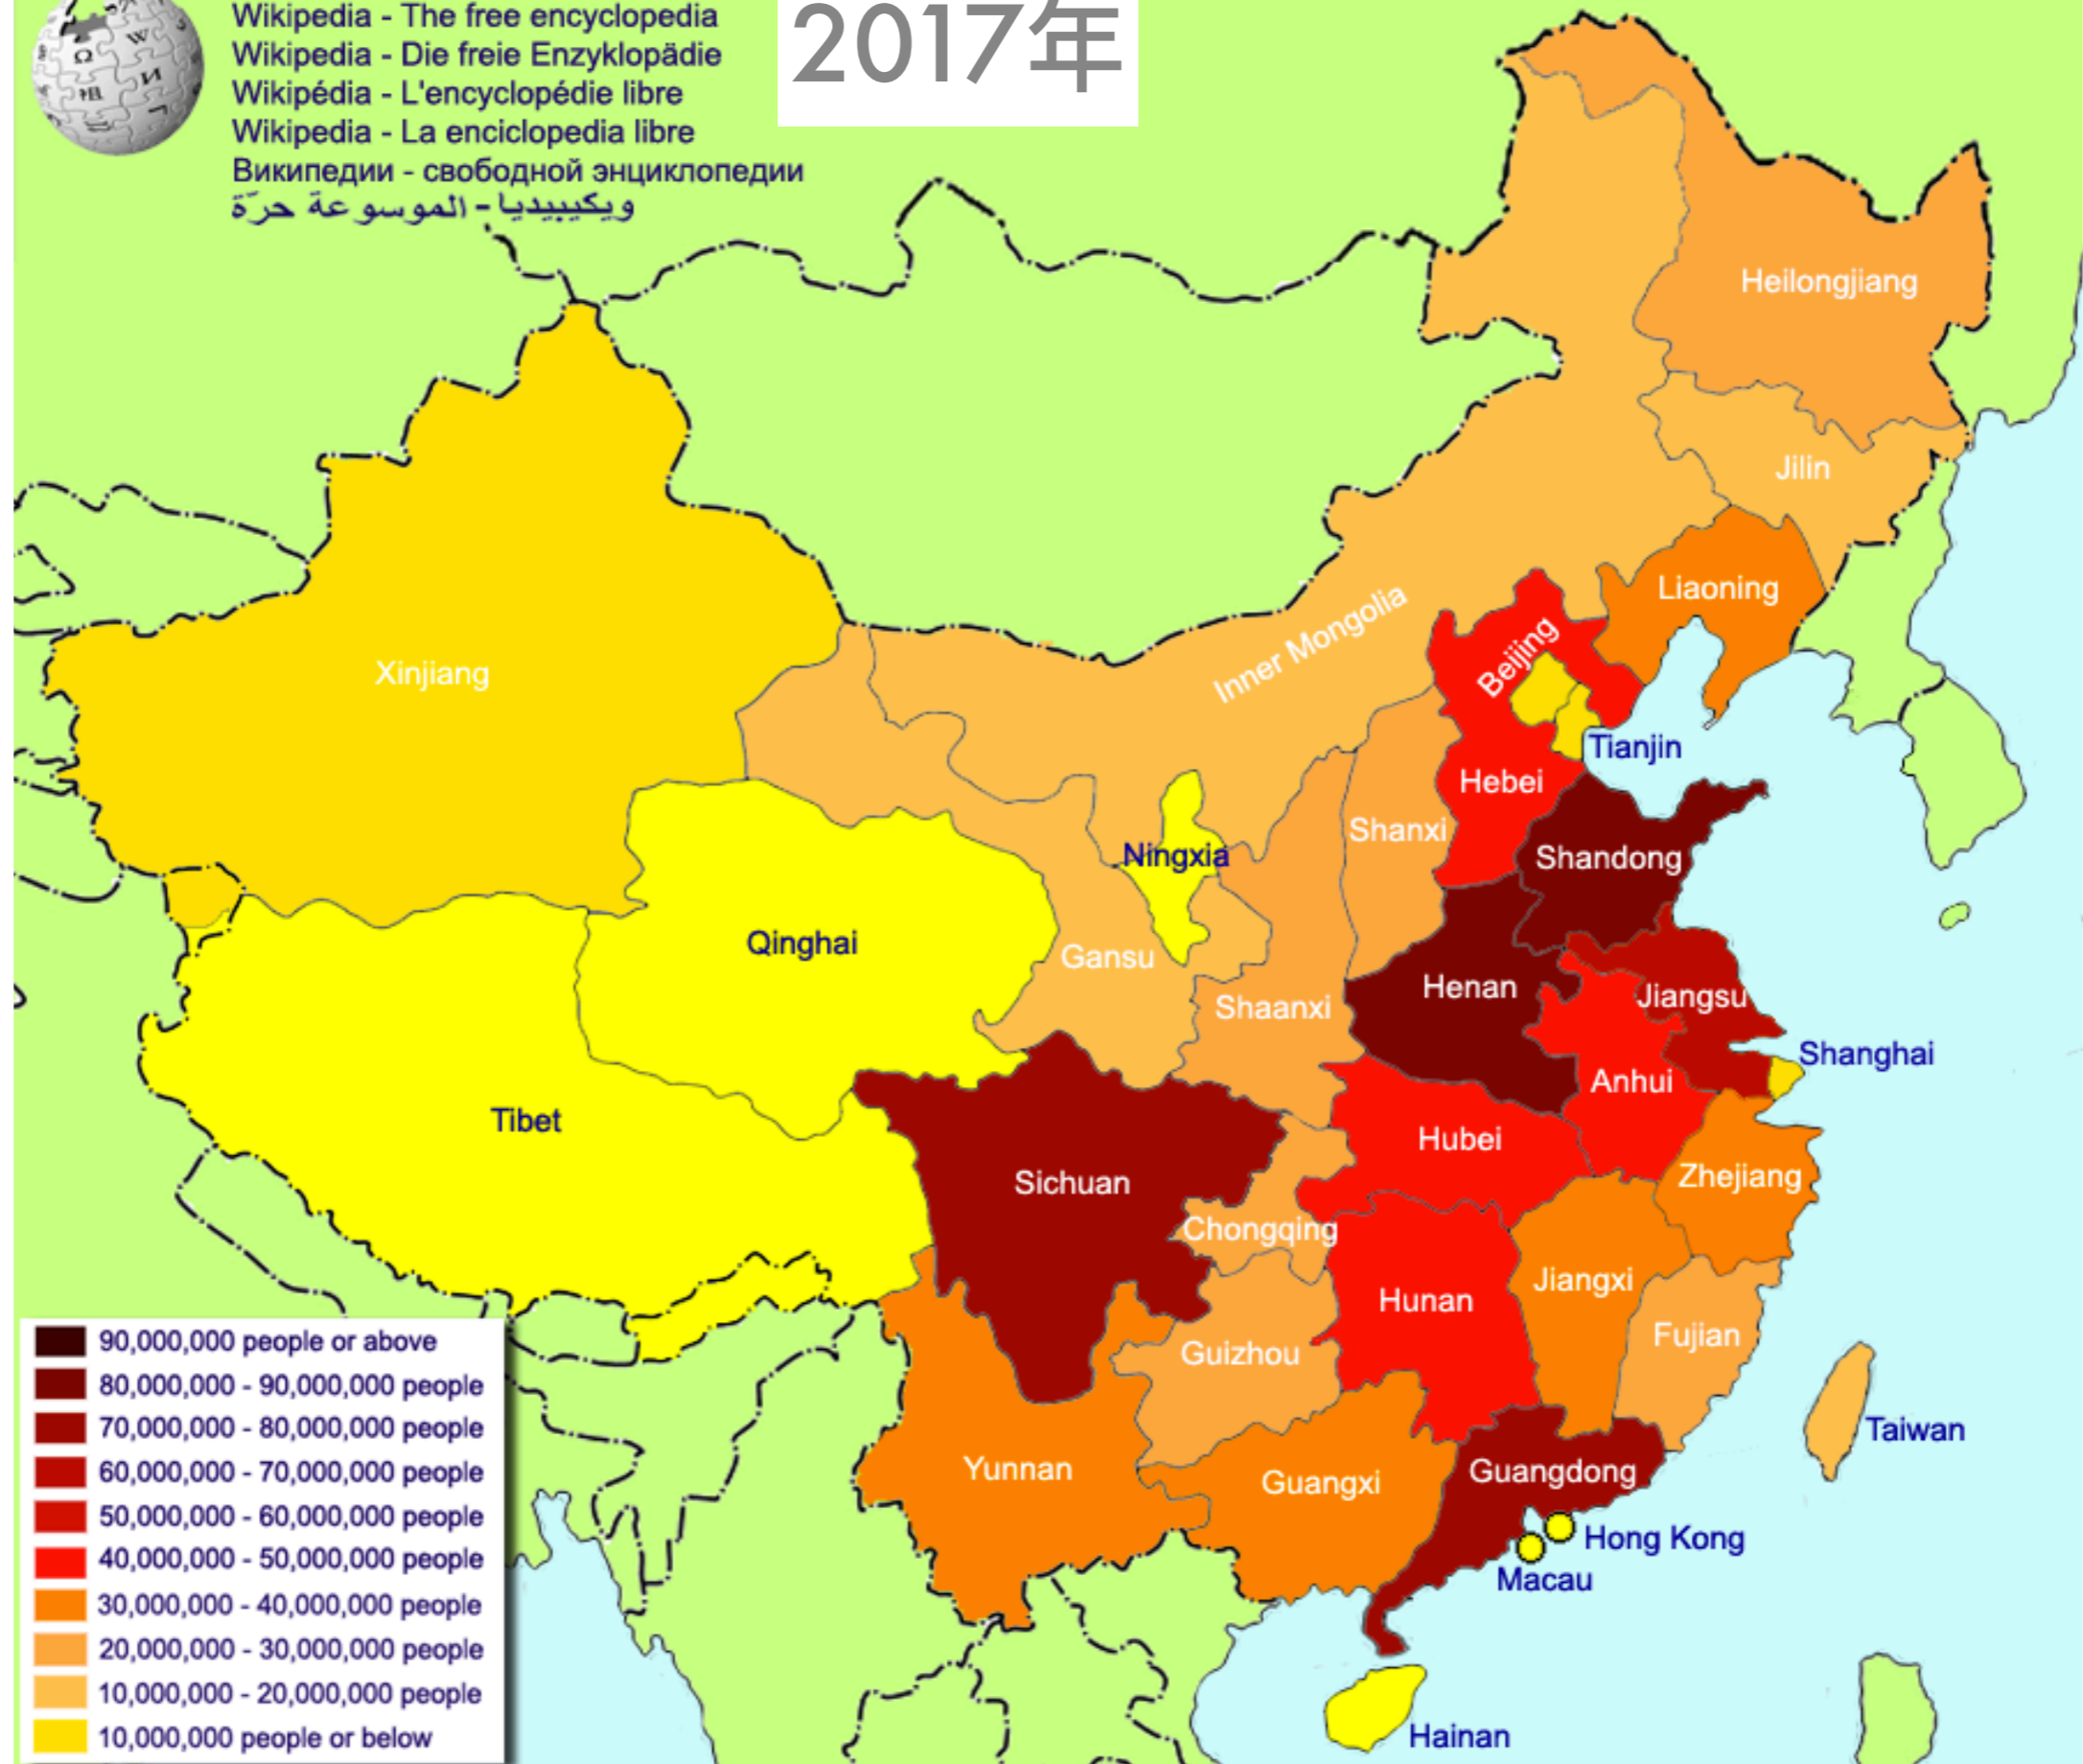 Wikipedia - The free encyclopedia
Wikipedia - Die freie Enzyklopädie
Wikipédia - L'encyclopédie libre
Wikipedia - La enciclopedia libre
Википедии - свободной энциклопедии
ويكيبيديا - الموسوعة حرّة
2017年
Heilongjiang
Jilin
Liaoning
Inner Mongolia
Beijing
Xinjiang
Tianjin
Hebei
Shanxi
Ningxia
Shandong
Qinghai
Gansu
Henan
Jiangsu
Shaanxi
Shanghai
Anhui
Tibet
Hubei
Zhejiang
Sichuan
Chongqing
Jiangxi
Hunan
Fujian
Guizhou
Taiwan
Yunnan
Guangxi
Guangdong
Hong Kong
Macau
Hainan
90,000,000 people or above
80,000,000 - 90,000,000 people
70,000,000 - 80,000,000 people
60,000,000 - 70,000,000 people
50,000,000 - 60,000,000 people
40,000,000 - 50,000,000 people
30,000,000 - 40,000,000 people
20,000,000 - 30,000,000 people
10,000,000 - 20,000,000 people
10,000,000 people or below